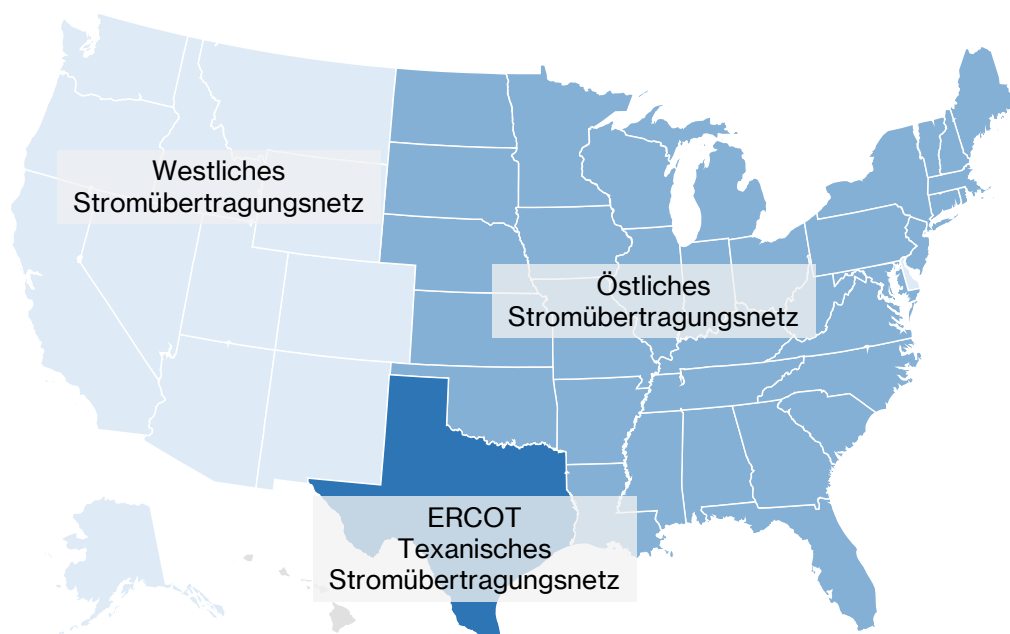 Westliches
Stromübertragungsnetz
Östliches
Stromübertragungsnetz
ERCOT
Texanisches
Stromübertragungsnetz